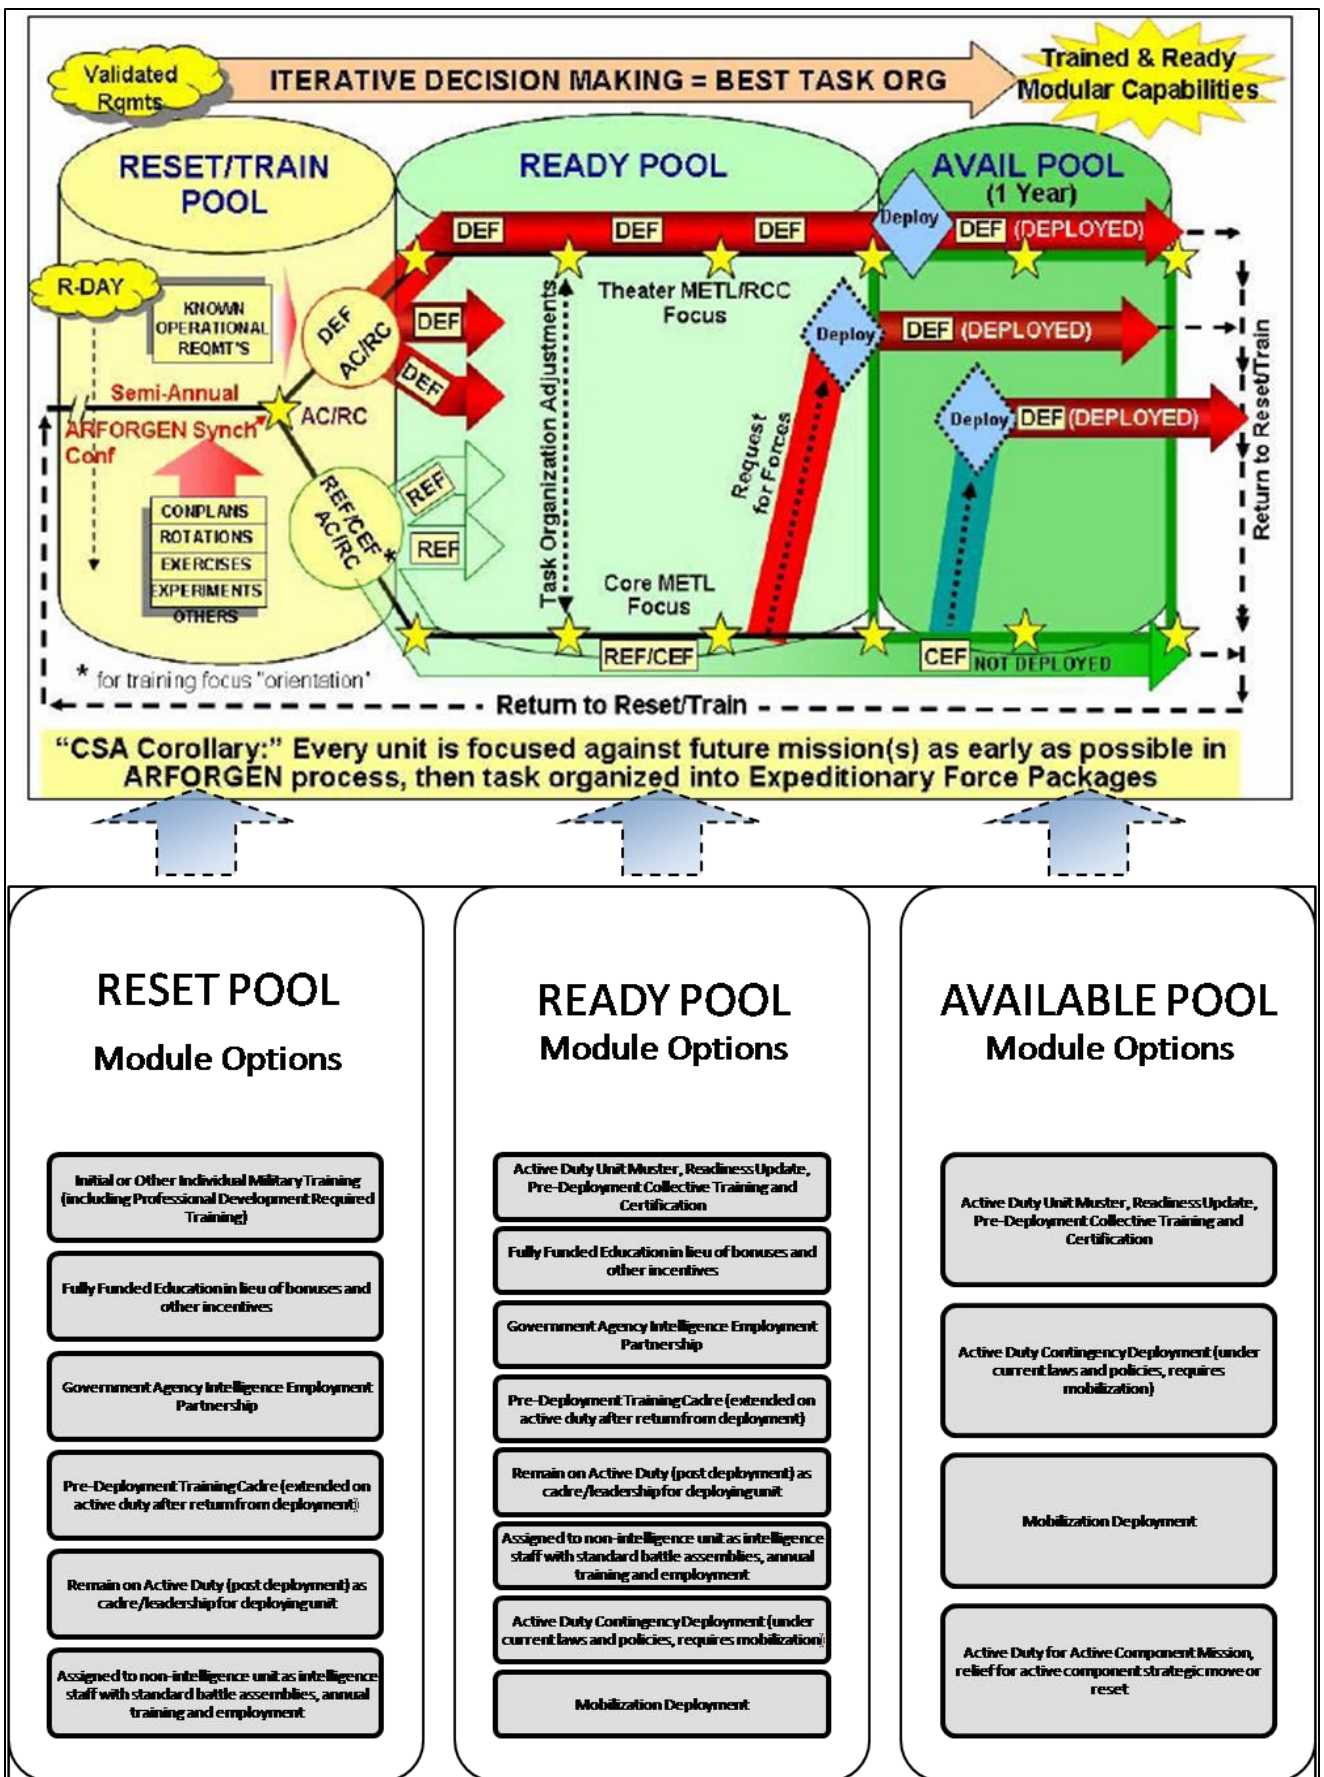 Validated
Rqmts
ITERATIVE DECISION MAKING = BEST TASK ORG
Trained & Ready
Modular Capabilities
RESET/TRAIN
POOL
READY POOL
AVAIL POOL
(1 Year)
R-DAY
KNOWN
OPERATIONAL
REQMT'S
DEF
AC/RC
DEF
DEF
DEF
DEF
DEF
Deploy
DEF (DEPLOYED)
Theater METL/RCC
Focus
Deploy
DEF (DEPLOYED)
Semi-Annual
ARFORGEN Synch
Conf
AC/RC
Deploy
DEF (DEPLOYED)
CONPLANS
ROTATIONS
EXERCISES
EXPERIMENTS
OTHERS
REF/CEF *
AC/RC
REF
REF
Task Organization Adjustments
Request
for Forces
Return to Reset/Train
Core METL
Focus
REF/CEF
CEF NOT DEPLOYED
* for training focus "orientation"
Return to Reset/Train
“CSA Corollary:” Every unit is focused against future mission(s) as early as possible in
ARFORGEN process, then task organized into Expeditionary Force Packages
RESET POOL
Module Options
Initial or Other Individual Military Training
(including Professional Development Required
Training)
Fully Funded Education in lieu of bonuses and
other incentives
Government Agency Intelligence Employment
Partnership
Pre-Deployment Training Cadre (extended on
active duty after return from deployment)
Remain on Active Duty (post deployment) as
cadre/leadership for deploying unit
Assigned to non-intelligence unit as intelligence
staff with standard battle assemblies, annual
training and employment
READY POOL
Module Options
Active Duty Unit Muster, Readiness Update,
Pre-Deployment Collective Training and
Certification
Fully Funded Education in lieu of bonuses and
other incentives
Government Agency Intelligence Employment
Partnership
Pre-Deployment Training Cadre (extended on
active duty after return from deployment)
Remain on Active Duty (post deployment) as
cadre/leadership for deploying unit
Assigned to non-intelligence unit as intelligence
staff with standard battle assemblies, annual
training and employment
Active Duty Contingency Deployment (under
current laws and policies, requires mobilization)
Mobilization Deployment
AVAILABLE POOL
Module Options
Active Duty Unit Muster, Readiness Update,
Pre-Deployment Collective Training and
Certification
Active Duty Contingency Deployment (under
current laws and policies, requires
mobilization)
Mobilization Deployment
Active Duty for Active Component Mission,
relief for active component strategic move or
reset